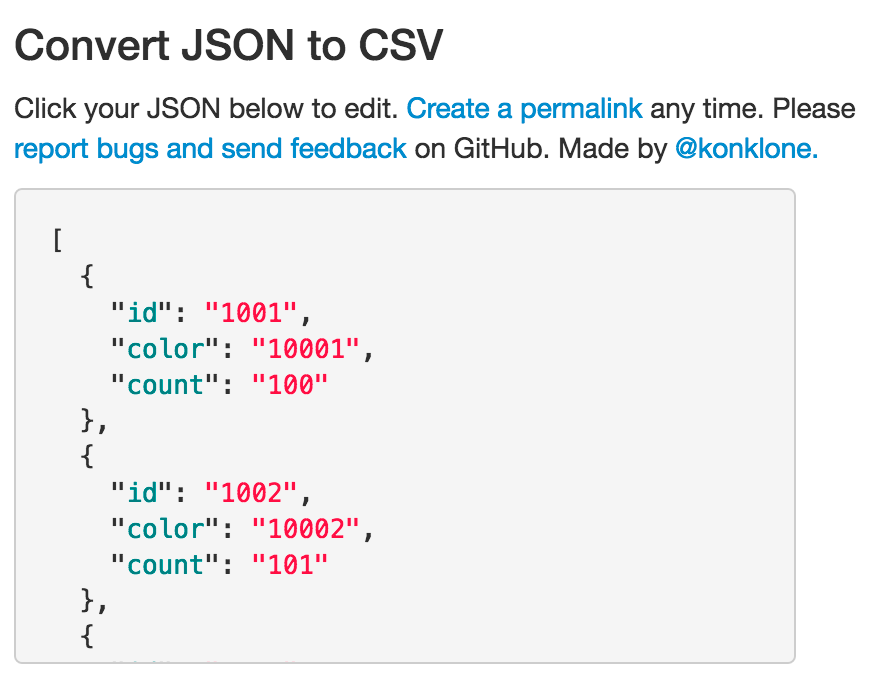 Convert JSON to CSV
Click your JSON below to edit. Create a permalink any time. Please
report bugs and send feedback on GitHub. Made by @konklone.
[
  {
    "id": "1001",
    "color": "10001",
    "count": "100"
  },
  {
    "id": "1002",
    "color": "10002",
    "count": "101"
  },
  {